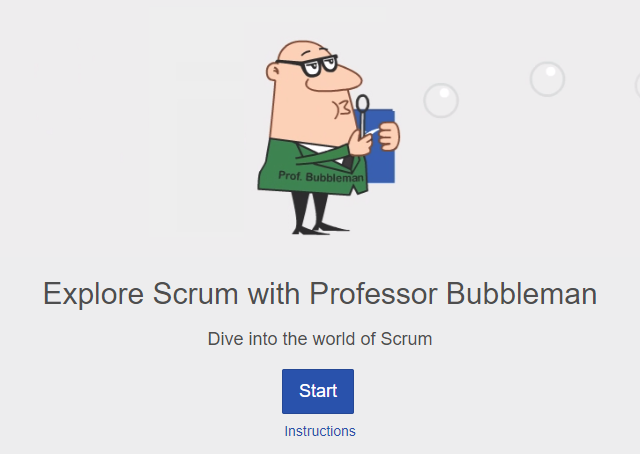 Prof. Bubbleman
Explore Scrum with Professor Bubbleman
Dive into the world of Scrum
Start
Instructions